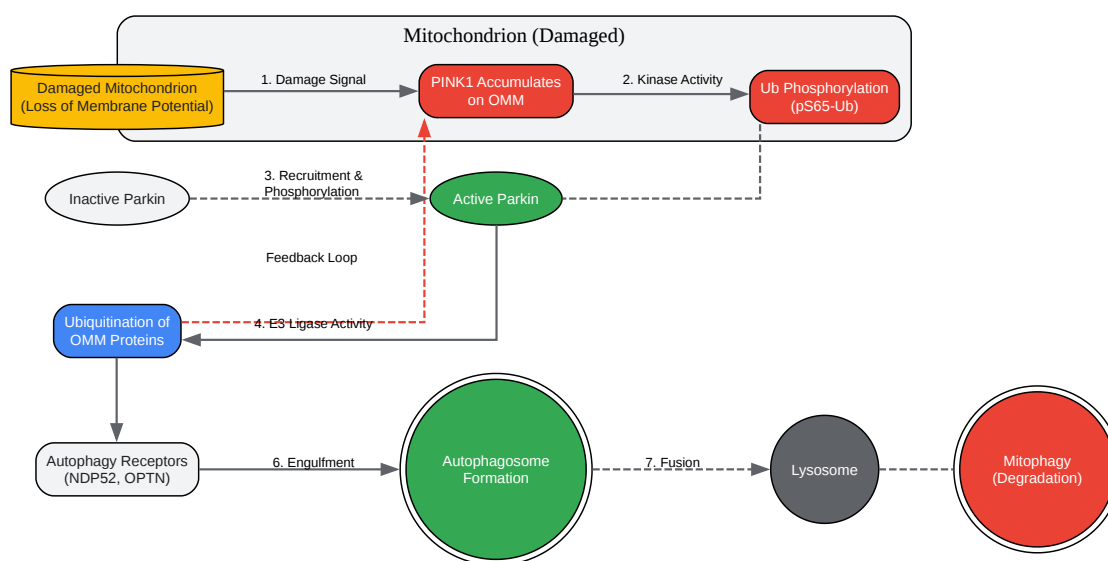 Mitochondrion (Damaged)
Damaged Mitochondrion
(Loss of Membrane Potential)
1. Damage Signal
PINK1 Accumulates
on OMM
2. Kinase Activity
Ub Phosphorylation
(pS65-Ub)
Inactive Parkin
3. Recruitment &
Phosphorylation
Active Parkin
Feedback Loop
Ubiquitination of
OMM Proteins
4. E3 Ligase Activity
Autophagy Receptors
(NDP52, OPTN)
6. Engulfment
Autophagosome
Formation
7. Fusion
Lysosome
Mitophagy
(Degradation)